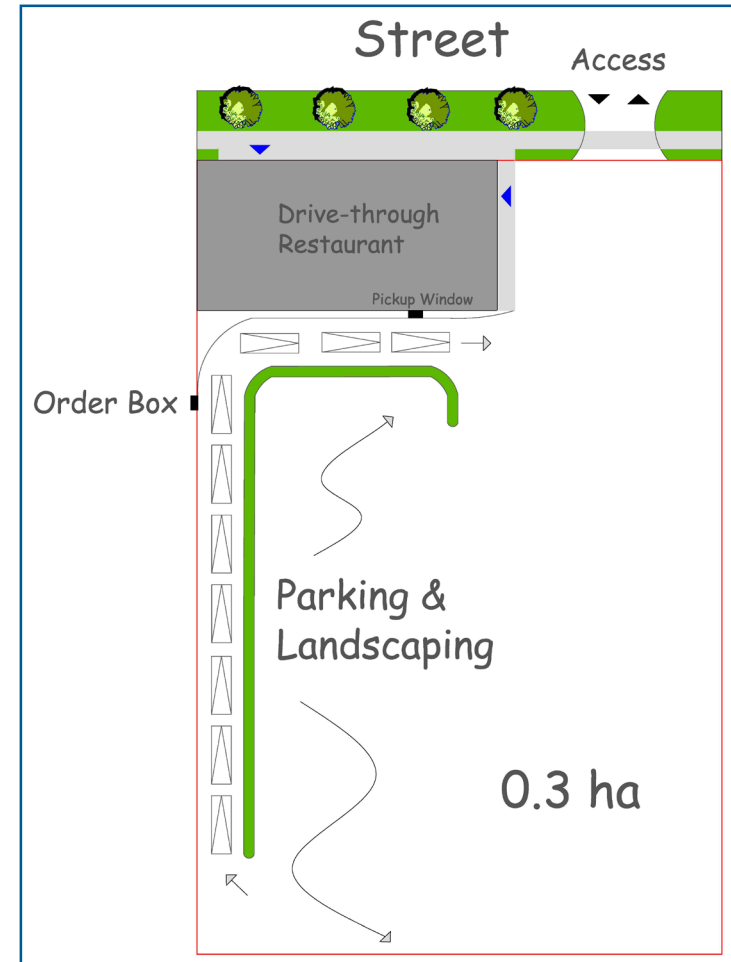 Street
Access
Drive-through
Restaurant
Pickup Window
Order Box
Parking &
Landscaping
0.3 ha